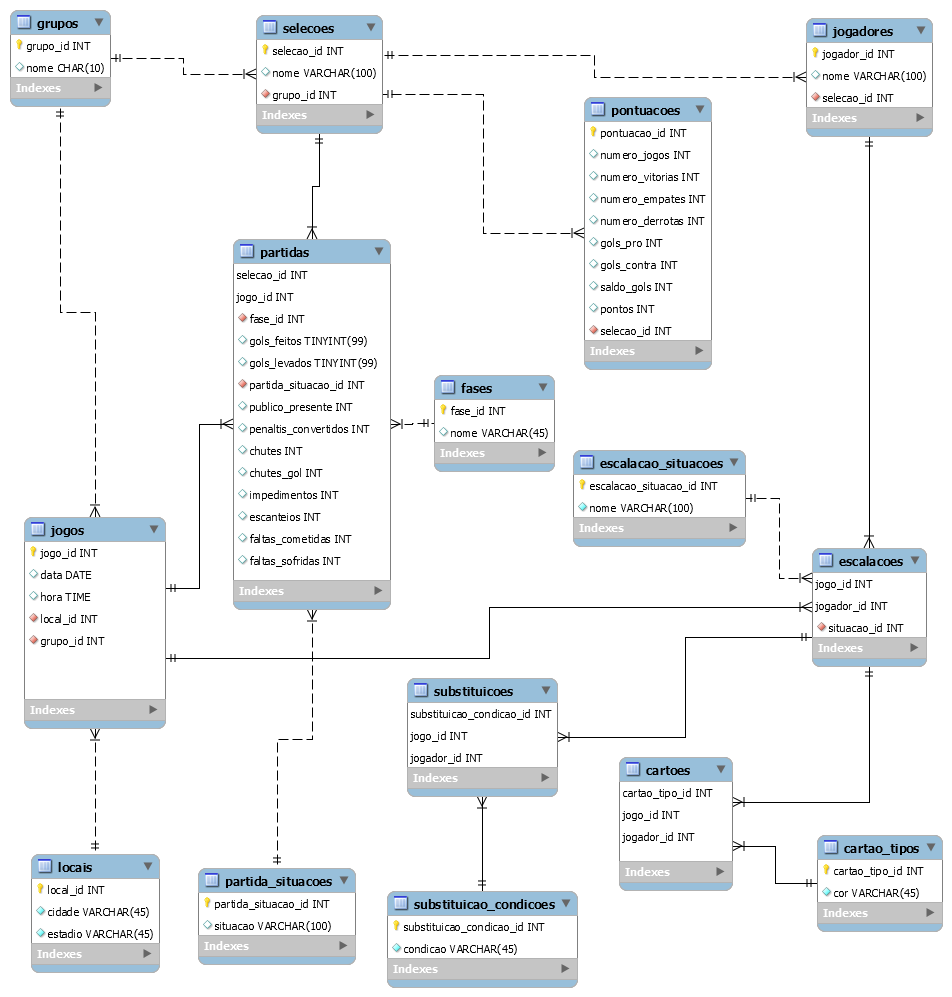 grupos
grupo_id INT
nome CHAR(10)
Indexes
selecoes
selecao_id INT
nome VARCHAR(100)
grupo_id INT
Indexes
jogadores
jogador_id INT
nome VARCHAR(100)
selecao_id INT
Indexes
pontuacoes
pontuacao_id INT
numero_jogos INT
numero_vitorias INT
numero_empates INT
numero_derrotas INT
gols_pro INT
gols_contra INT
saldo_gols INT
pontos INT
selecao_id INT
Indexes
partidas
selecao_id INT
jogo_id INT
fase_id INT
gols_feitos TINYINT(99)
gols_levados TINYINT(99)
partida_situacao_id INT
publico_presente INT
penaltis_convertidos INT
chutes INT
chutes_gol INT
impedimentos INT
escanteios INT
faltas_cometidas INT
faltas_sofridas INT
Indexes
fases
fase_id INT
nome VARCHAR(45)
Indexes
escalacao_situacoes
escalacao_situacao_id INT
nome VARCHAR(100)
Indexes
jogos
jogo_id INT
data DATE
hora TIME
local_id INT
grupo_id INT
Indexes
escalacoes
jogo_id INT
jogador_id INT
situacao_id INT
Indexes
substituicoes
substituicao_condicao_id INT
jogo_id INT
jogador_id INT
Indexes
cartoes
cartao_tipo_id INT
jogo_id INT
jogador_id INT
Indexes
cartao_tipos
cartao_tipo_id INT
cor VARCHAR(45)
Indexes
locais
local_id INT
cidade VARCHAR(45)
estadio VARCHAR(45)
Indexes
partida_situacoes
partida_situacao_id INT
situacao VARCHAR(100)
Indexes
substituicao_condicoes
substituicao_condicao_id INT
condicao VARCHAR(45)
Indexes